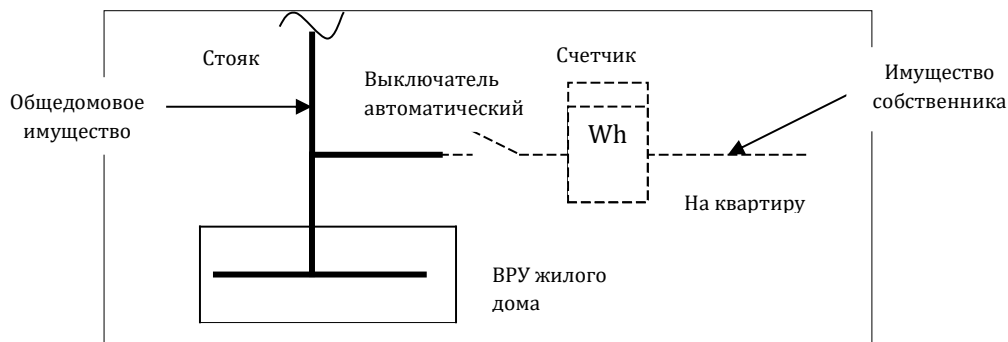 Стояк
Счетчик
Выключатель
автоматический
Имущество
собственника
Общедомовое
имущество
Wh
На квартиру
ВРУ жилого
дома